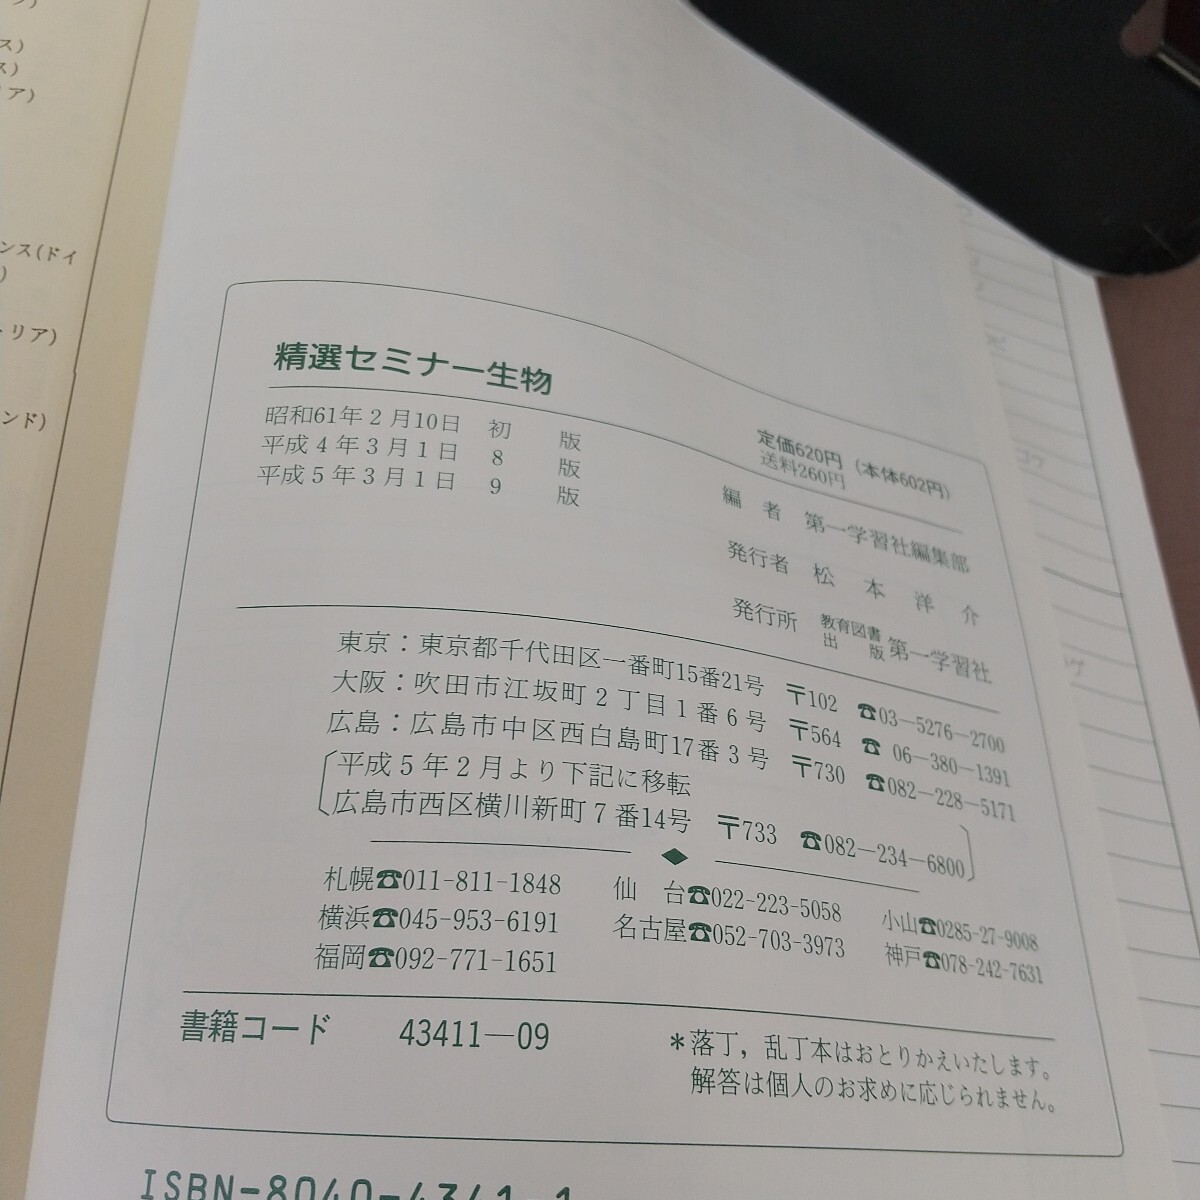 ス)
ス)
リア)
ンス(ドイ
)
トリア)
ンド)
精選セミナー生物
昭和61年2月10日 初 版
平成4年3月1日 8 版
平成5年3月1日 9 版
定価620円(本体602円)
送料260円
編 者 第一学習社編集部
発行者 松 本 洋 介
発行所 教育図書出版 第一学習社
東京:東京都千代田区一番町15番21号 〒102 ☎03—5276—2700
大阪:吹田市江坂町2丁目1番6号 〒564 ☎ 06—380—1391
広島:広島市中区西白島町17番3号 〒730 ☎082—228—5171
平成5年2月より下記に移転
広島市西区横川新町7番14号 〒733 ☎082—234—6800
札幌☎011-811-1848 仙 台☎022-223-5058 小山☎0285-27-9008
横浜☎045-953-6191 名古屋☎052-703-3973 神戸☎078-242-7631
福岡☎092-771-1651
書籍コード 43411—09
*落丁,乱丁本はおとりかえいたします。
解答は個人のお求めに応じられません。
ISBN-8040-4341-1